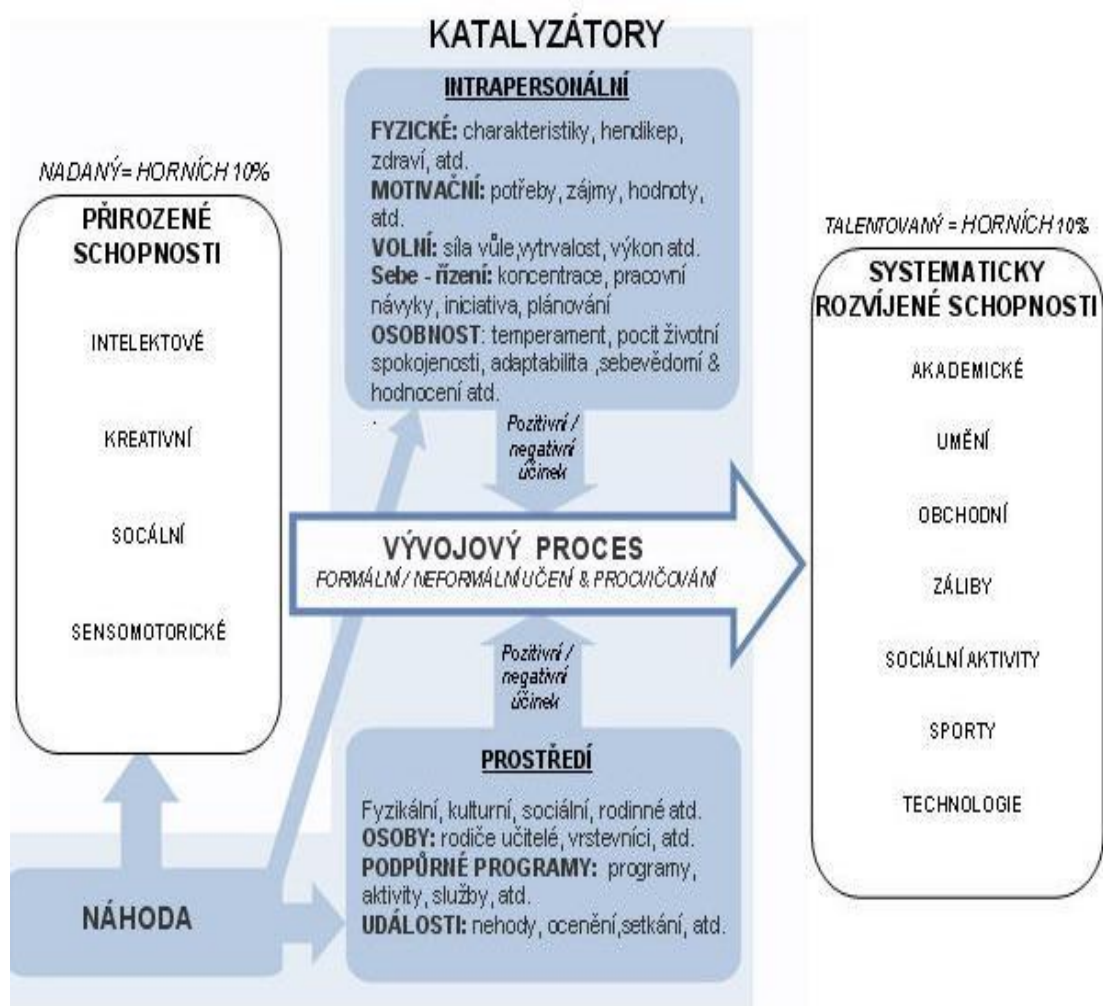 KATALYZÁTORY
INTRAPERSONÁLNÍ
FYZICKÉ: charakteristiky, hendikep,
zdraví, atd.
MOTIVAČNÍ: potřeby, zájmy, hodnoty,
atd.
VOLNÍ: síla vůle,vytrvalost, výkon atd.
Sebe - řízení: koncentrace, pracovní
návyky, iniciativa, plánování
OSOBNOST: temperament, pocit životní
spokojenosti, adaptabilita ,sebevědomí &
hodnocení atd.
.
NADANÝ= HORNÍCH 10%
PŘIROZENÉ
SCHOPNOSTI
INTELEKTOVÉ
KREATIVNÍ
SOCÁLNÍ
SENSOMOTORICKÉ
Pozitivní /
negativní
účinek
VÝVOJOVÝ PROCES
FORMÁLNÍ / NEFORMÁLNÍ UČENÍ & PROCVIČOVÁNÍ
Pozitivní /
negativní
účinek
PROSTŘEDÍ
Fyzikální, kulturní, sociální, rodinné atd.
OSOBY: rodiče učitelé, vrstevníci, atd.
PODPŮRNÉ PROGRAMY: programy,
aktivity, služby, atd.
UDÁLOSTI: nehody, ocenění,setkání, atd.
NÁHODA
TALENTOVANÝ = HORNÍCH 10%
SYSTEMATICKY
ROZVÍJENÉ SCHOPNOSTI
AKADEMICKÉ
UMĚNÍ
OBCHODNÍ
ZÁLIBY
SOCIÁLNÍ AKTIVITY
SPORTY
TECHNOLOGIE